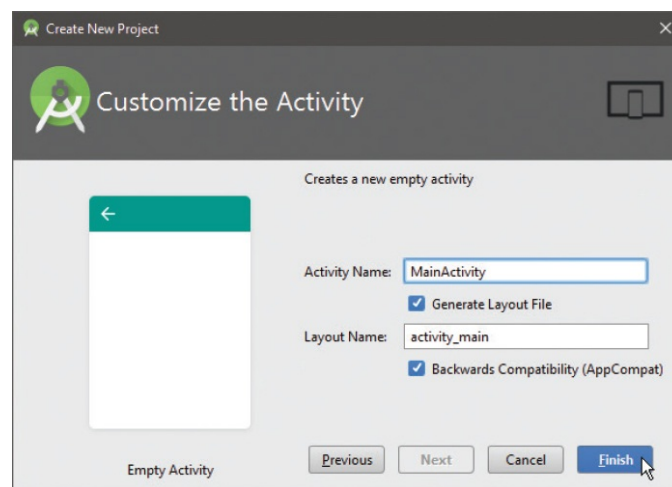 Create New Project
Customize the Activity
Creates a new empty activity
Activity Name: MainActivity
Generate Layout File
Layout Name: activity_main
Backwards Compatibility (AppCompat)
Empty Activity
Previous Next Cancel Finish